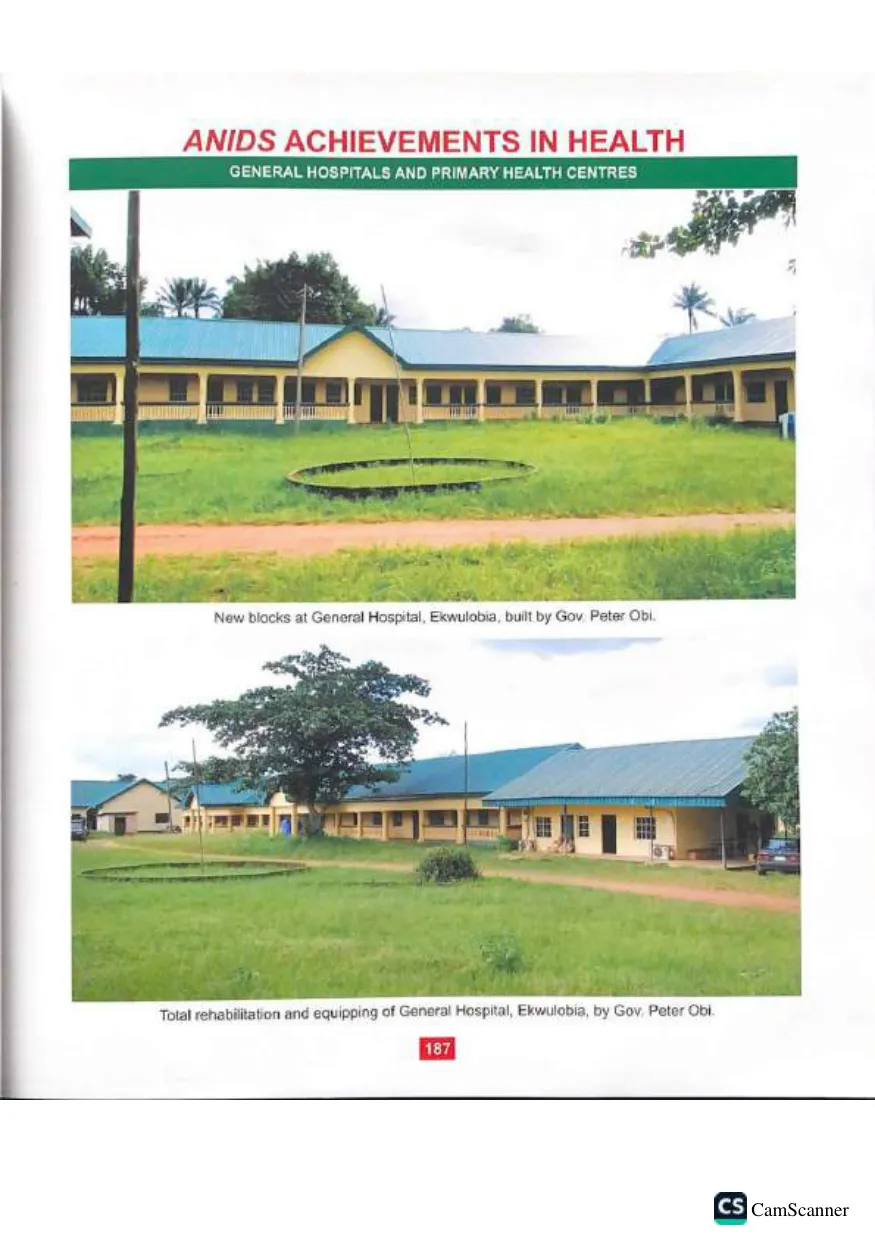 ANIDS ACHIEVEMENTS IN HEALTH
GENERAL HOSPITALS AND PRIMARY HEALTH CENTRES
New blocks at General Hospital, Ekwulobia, built by Gov. Peter Obi.
Total rehabilitation and equipping of General Hospital, Ekwulobia, by Gov. Peter Obi.
187
CS CamScanner